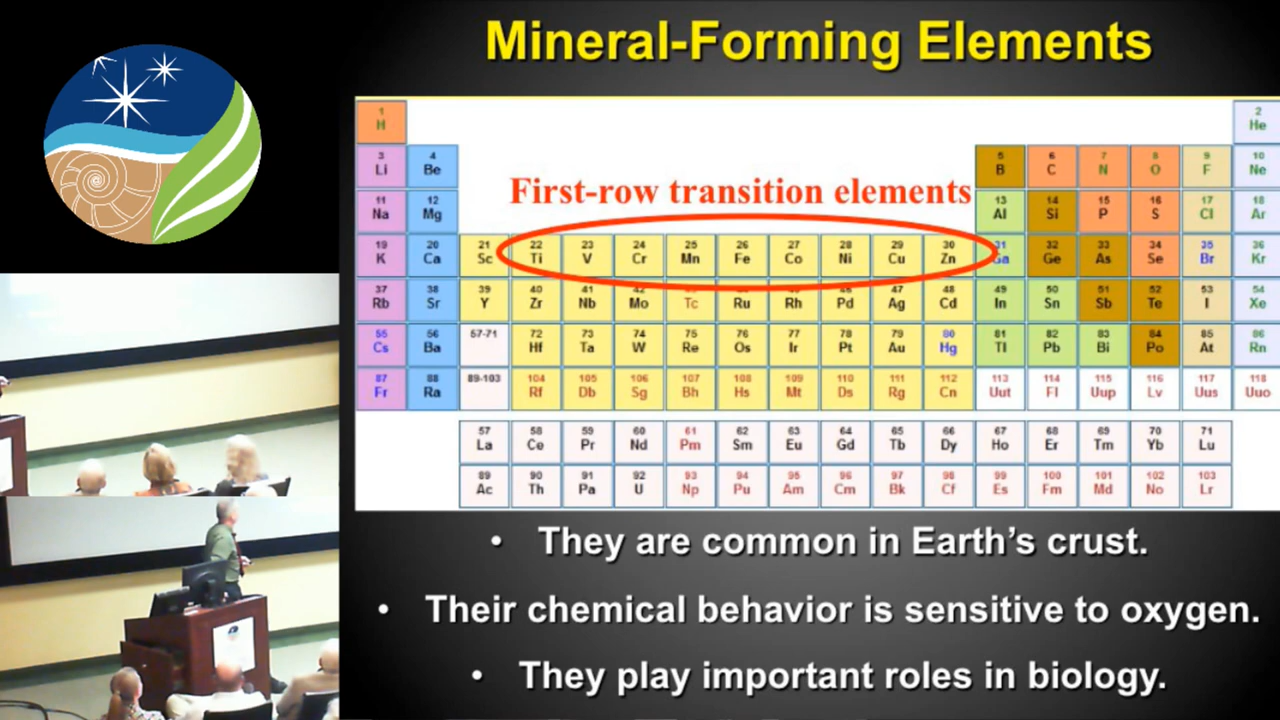 Mineral-Forming Elements
1 2
H He
3 4 5 6 7 8 9 10
Li Be B C N O F Ne
First-row transition elements
11 12 13 14 15 16 17 18
Na Mg Al Si P S Cl Ar
19 20 21 22 23 24 25 26 27 28 29 30 31 32 33 34 35 36
K Ca Sc Ti V Cr Mn Fe Co Ni Cu Zn Ga Ge As Se Br Kr
37 38 39 40 41 42 43 44 45 46 47 48 49 50 51 52 53 54
Rb Sr Y Zr Nb Mo Tc Ru Rh Pd Ag Cd In Sn Sb Te I Xe
55 56 57-71 72 73 74 75 76 77 78 79 80 81 82 83 84 85 86
Cs Ba Hf Ta W Re Os Ir Pt Au Hg Tl Pb Bi Po At Rn
87 88 89-103 104 105 106 107 108 109 110 111 112 113 114 115 116 117 118
Fr Ra Rf Db Sg Bh Hs Mt Ds Rg Cn Uut Fl Uup Lv Uus Uuo
57 58 59 60 61 62 63 64 65 66 67 68 69 70 71
La Ce Pr Nd Pm Sm Eu Gd Tb Dy Ho Er Tm Yb Lu
89 90 91 92 93 94 95 96 97 98 99 100 101 102 103
Ac Th Pa U Np Pu Am Cm Bk Cf Es Fm Md No Lr
• They are common in Earth's crust.
• Their chemical behavior is sensitive to oxygen.
• They play important roles in biology.